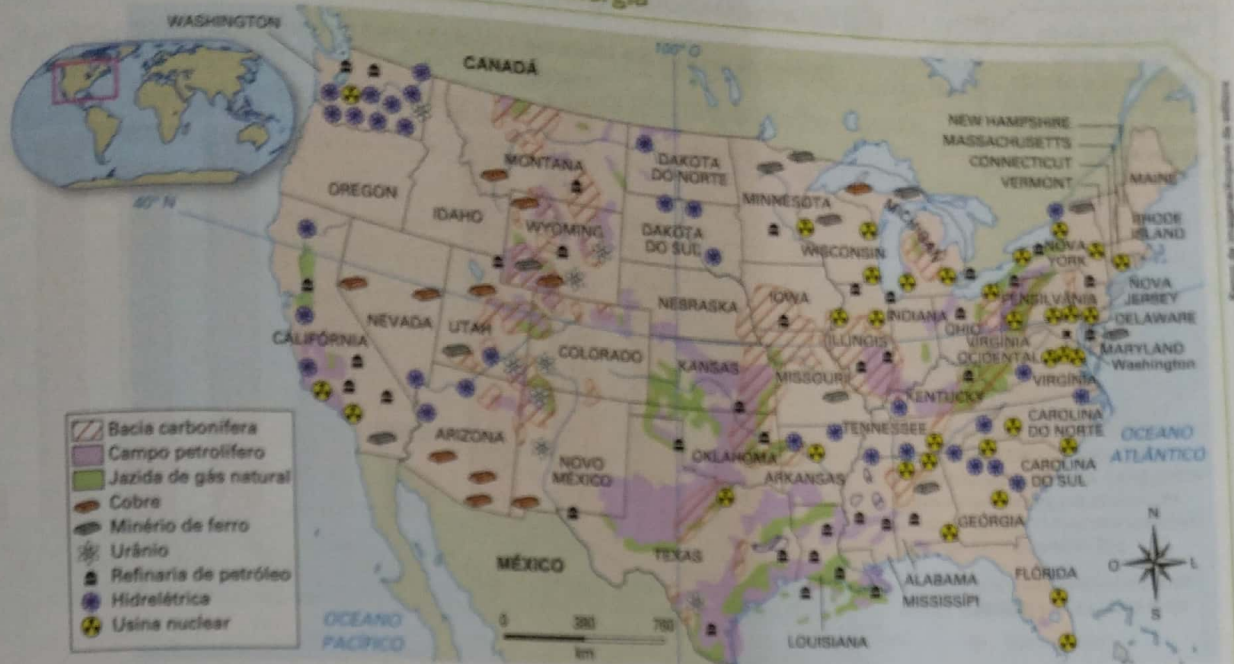 WASHINGTON
CANADÁ
100° O
NEW HAMPSHIRE
MASSACHUSETTS
CONNECTICUT
VERMONT
MAINE
MONTANA
DAKOTA
DO NORTE
OREGON
IDAHO
MINNESOTA
MICHIGAN
40° N
WYOMING
DAKOTA
DO SUL
WISCONSIN
NOVA
YORK
RHODE
ISLAND
NOVA
JERSEY
NEBRASKA
IOWA
PENSILVÂNIA
NEVADA
UTAH
INDIANA
OHIO
DELAWARE
CALIFÓRNIA
COLORADO
KANSAS
ILLINOIS
MISSOURI
VIRGÍNIA
OCIDENTAL
MARYLAND
Washington
VIRGÍNIA
KENTUCKY
ARIZONA
NOVO
MÉXICO
OKLAHOMA
TENNESSEE
ARKANSAS
CAROLINA
DO NORTE
CAROLINA
DO SUL
OCEANO
ATLÂNTICO
GEÓRGIA
TEXAS
MÉXICO
ALABAMA
MISSISSÍPI
FLÓRIDA
LOUISIANA
OCEANO
PACÍFICO
Bacia carbonífera
Campo petrolífero
Jazida de gás natural
Cobre
Minério de ferro
Urânio
Refinaria de petróleo
Hidrelétrica
Usina nuclear
0 380 760
km
N
O L
S